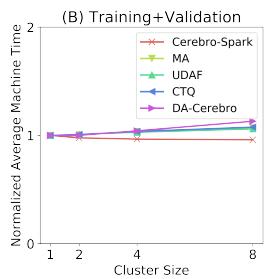 (B) Training+Validation
Normalized Average Machine Time
2
1
0
Cerebro-Spark
MA
UDAF
CTQ
DA-Cerebro
1 2 4 8
Cluster Size